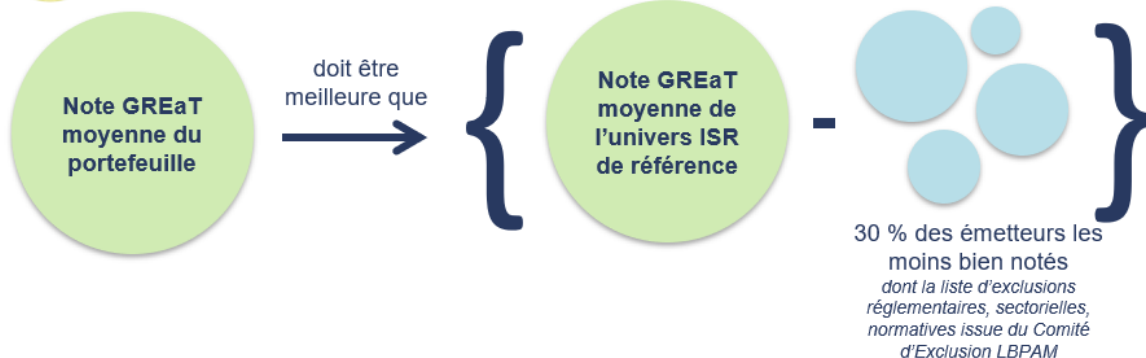 Note GREaT
moyenne du
portefeuille
doit être
meilleure que
{
Note GREaT
moyenne de
l'univers ISR
de référence
-
}
30 % des émetteurs les
moins bien notés
dont la liste d'exclusions
réglementaires, sectorielles,
normatives issue du Comité
d'Exclusion LBPAM